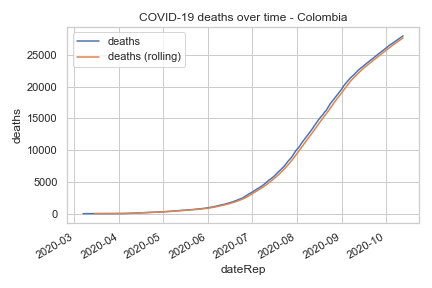 COVID-19 deaths over time - Colombia
deaths
deaths (rolling)
deaths
25000
20000
15000
10000
5000
0
2020-03
2020-04
2020-05
2020-06
2020-07
2020-08
2020-09
2020-10
dateRep